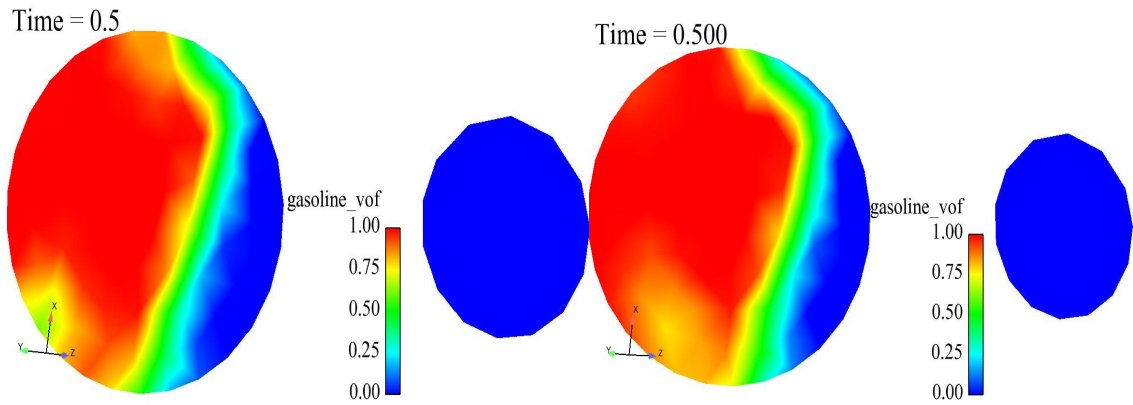 Time = 0.5
gasoline_vof
1.00
0.75
0.50
0.25
0.00
X
Y
Z
Time = 0.500
gasoline_vof
1.00
0.75
0.50
0.25
0.00
X
Y
Z